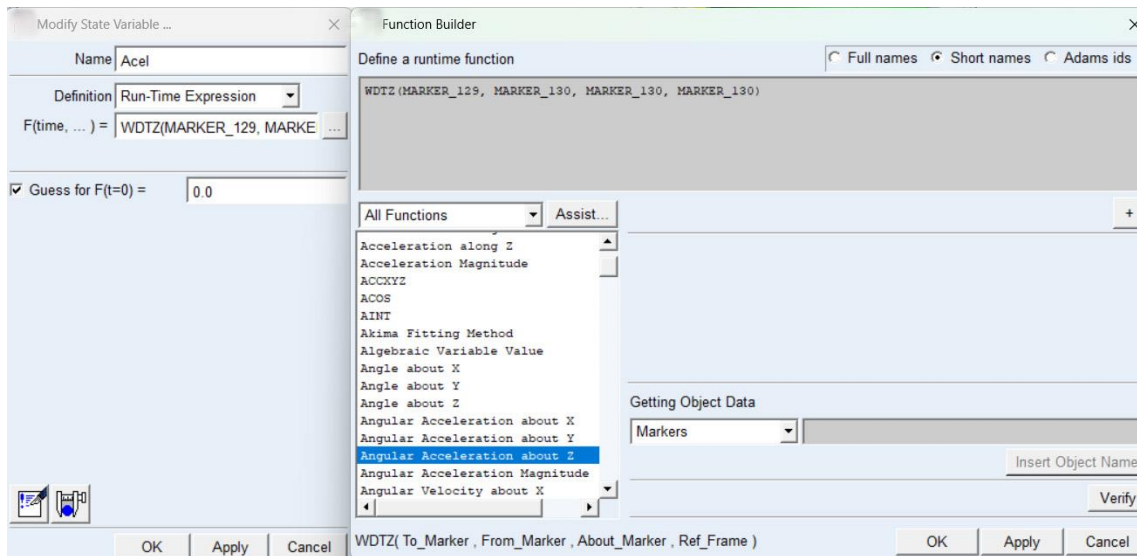 Modify State Variable ...
Name Acel
Definition Run-Time Expression
F(time, ... ) = WDTZ(MARKER_129, MARKE ...
Guess for F(t=0) = 0.0
OK Apply Cancel
Function Builder
Define a runtime function
Full names Short names Adams ids
WDTZ(MARKER_129, MARKER_130, MARKER_130, MARKER_130)
All Functions Assist...
+
Acceleration along Z
Acceleration Magnitude
ACCXYZ
ACOS
AINT
Akima Fitting Method
Algebraic Variable Value
Angle about X
Angle about Y
Angle about Z
Angular Acceleration about X
Angular Acceleration about Y
Angular Acceleration about Z
Angular Acceleration Magnitude
Angular Velocity about X
Getting Object Data
Markers
Insert Object Name
Verify
WDTZ( To_Marker , From_Marker , About_Marker , Ref_Frame )
OK Apply Cancel